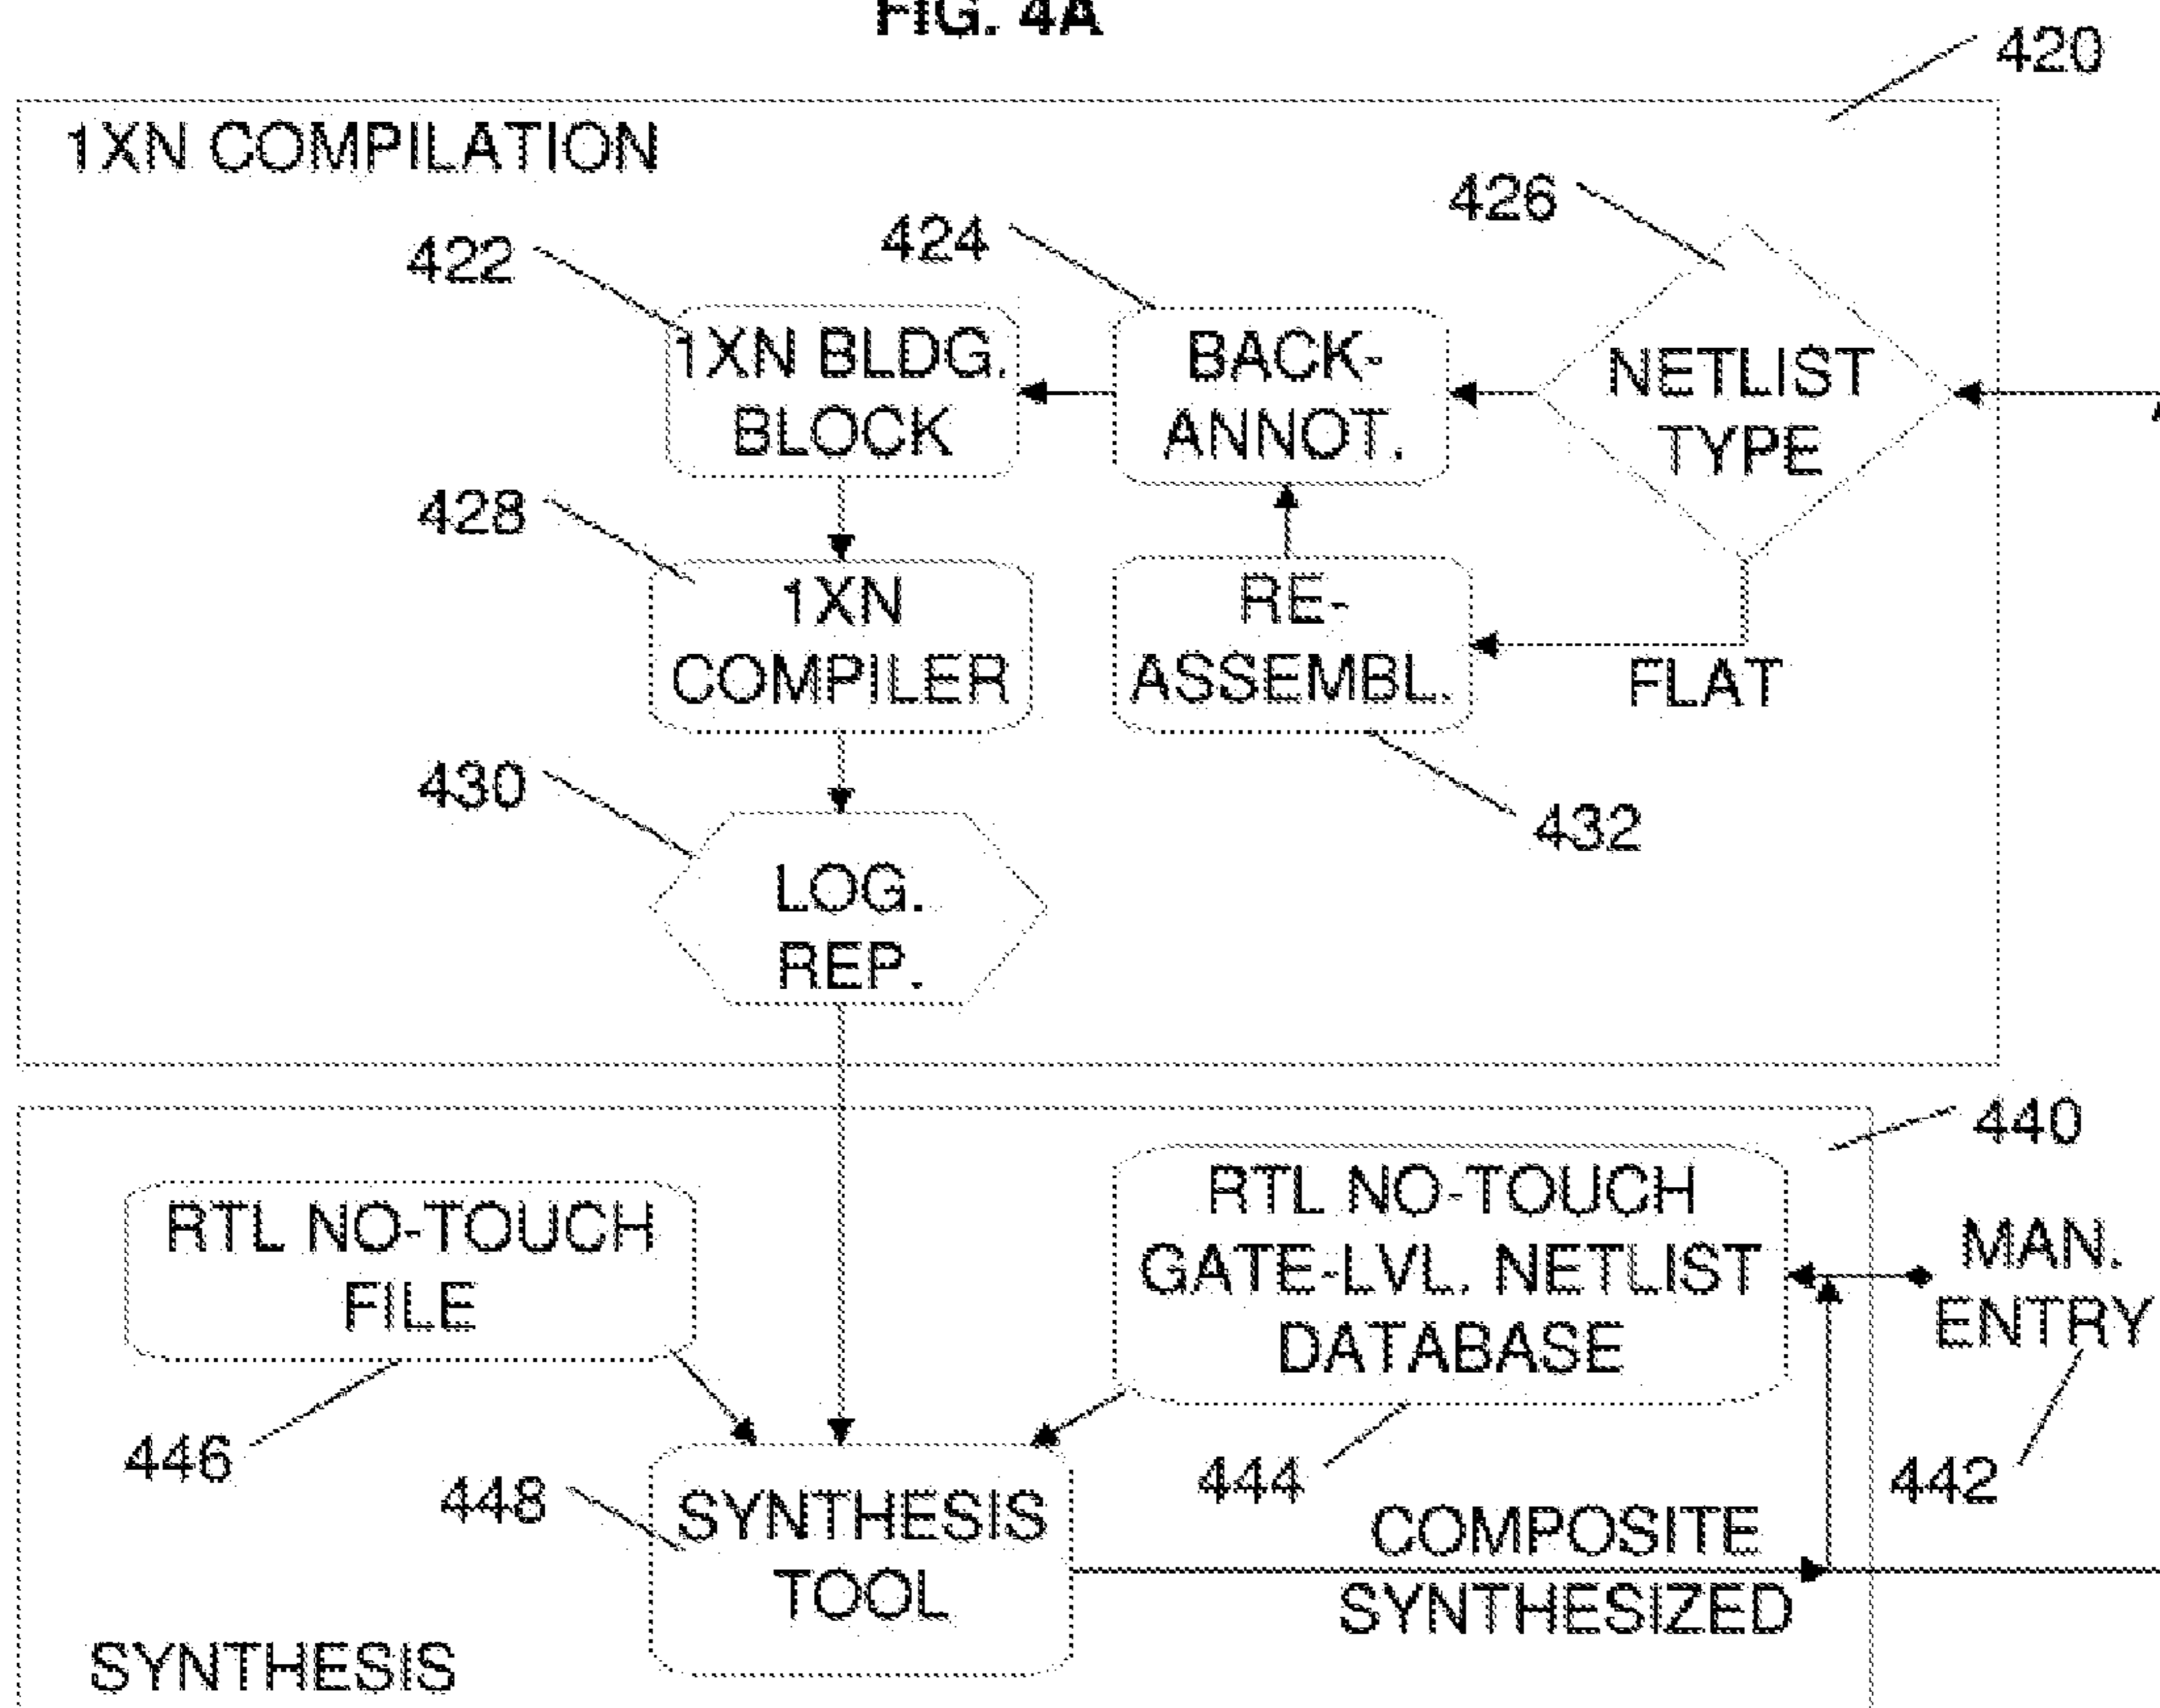 FIG. 4A
420
1XN COMPILATION
426
424
422
1XN BLDG.
BLOCK
BACK-
ANNOT.
NETLIST
TYPE
428
1XN
COMPILER
RE-
ASSEMBL.
FLAT
430
432
LOG.
REP.
440
RTL NO-TOUCH
FILE
RTL NO-TOUCH
GATE-LVL. NETLIST
DATABASE
MAN.
ENTRY
446
448
444
442
SYNTHESIS
TOOL
COMPOSITE
SYNTHESIZED
SYNTHESIS